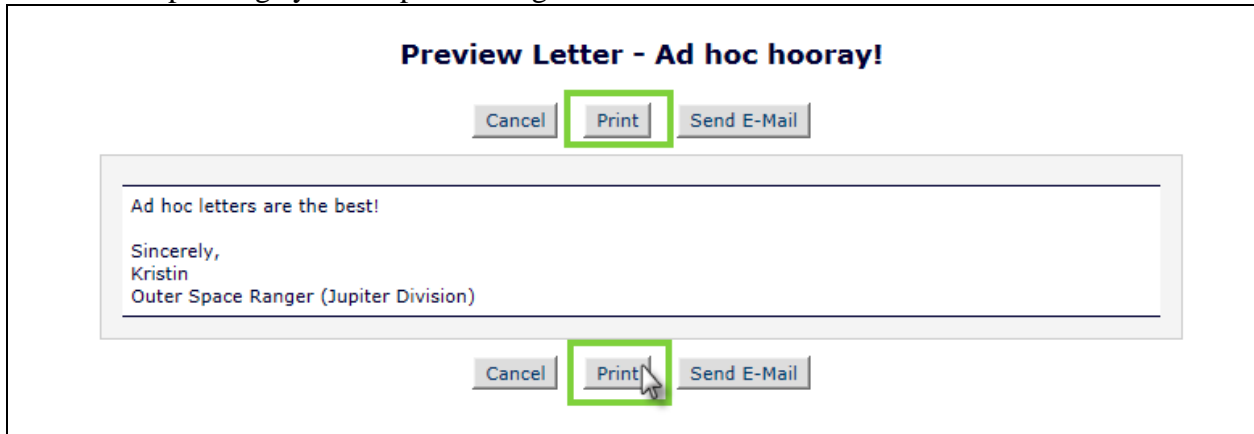 Preview Letter - Ad hoc hooray!
Cancel Print Send E-Mail
Ad hoc letters are the best!
Sincerely,
Kristin
Outer Space Ranger (Jupiter Division)
Cancel Print Send E-Mail